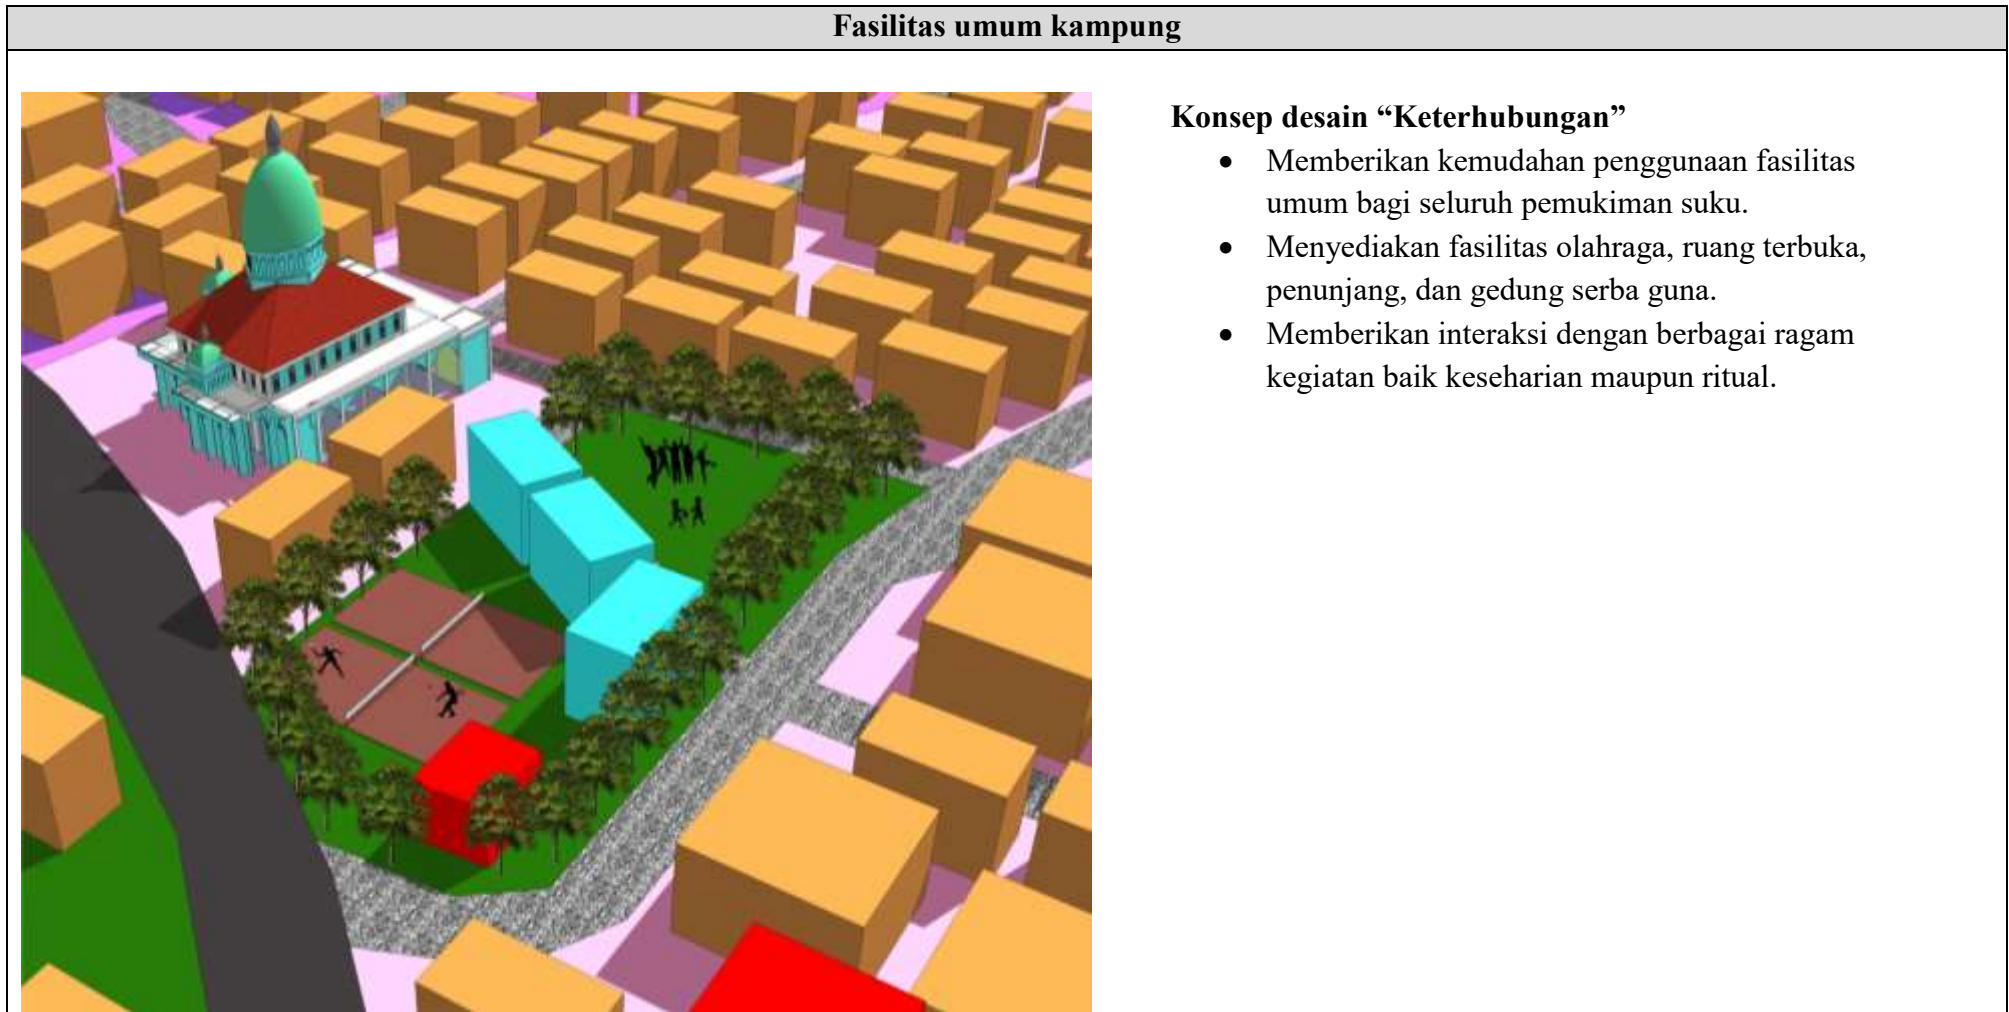 Fasilitas umum kampung
Konsep desain “Keterhubungan”
• Memberikan kemudahan penggunaan fasilitas
umum bagi seluruh pemukiman suku.
• Menyediakan fasilitas olahraga, ruang terbuka,
penunjang, dan gedung serba guna.
• Memberikan interaksi dengan berbagai ragam
kegiatan baik keseharian maupun ritual.